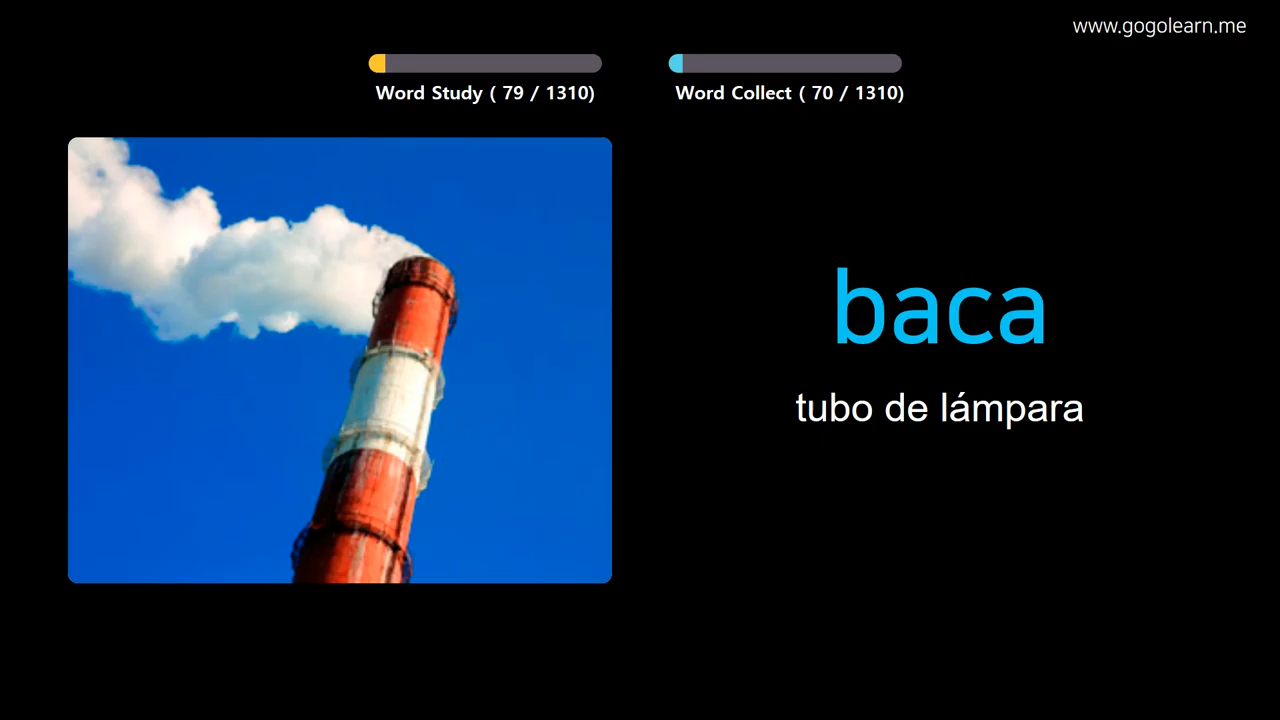 www.gogolearn.me
Word Study ( 79 / 1310)
Word Collect ( 70 / 1310)
baca
tubo de lámpara